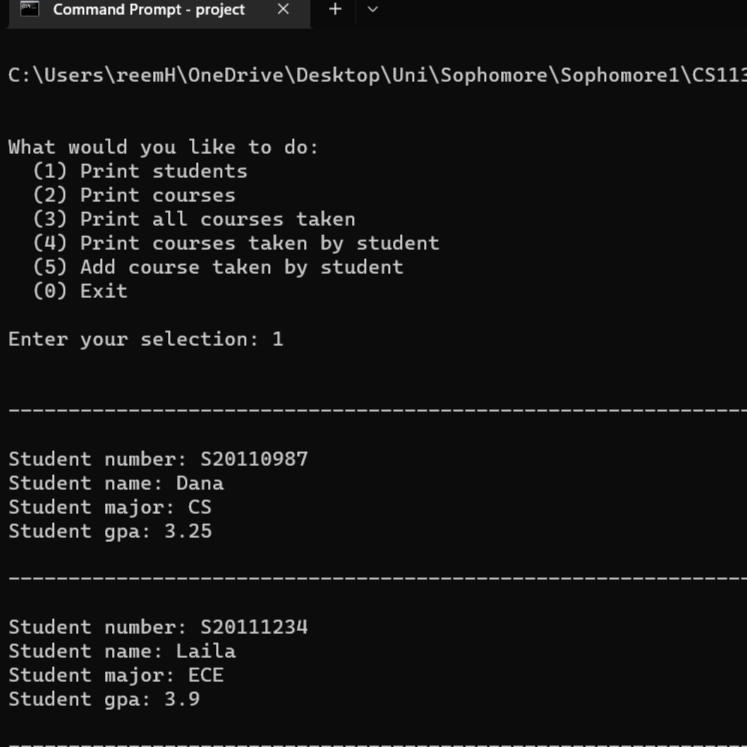 Command Prompt - project
C:\Users\reemH\OneDrive\Desktop\Uni\Sophomore\Sophomore1\CS113
What would you like to do:
(1) Print students
(2) Print courses
(3) Print all courses taken
(4) Print courses taken by student
(5) Add course taken by student
(0) Exit
Enter your selection: 1
--------------------------------------------------------------
Student number: S20110987
Student name: Dana
Student major: CS
Student gpa: 3.25
--------------------------------------------------------------
Student number: S20111234
Student name: Laila
Student major: ECE
Student gpa: 3.9
--------------------------------------------------------------